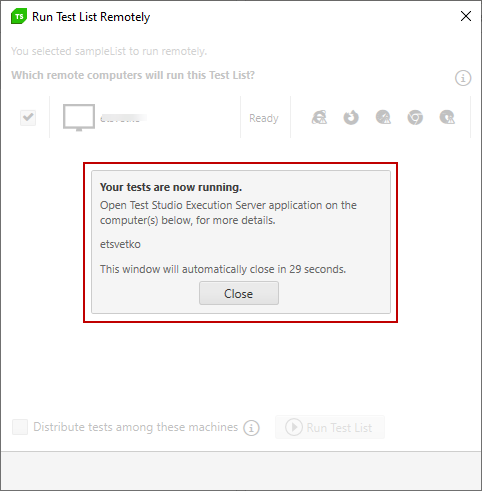 TS Run Test List Remotely
You selected sampleList to run remotely.
Which remote computers will run this Test List?
etsvetko Ready
Your tests are now running.
Open Test Studio Execution Server application on the
computer(s) below, for more details.
etsvetko
This window will automatically close in 29 seconds.
Close
Distribute tests among these machines
Run Test List